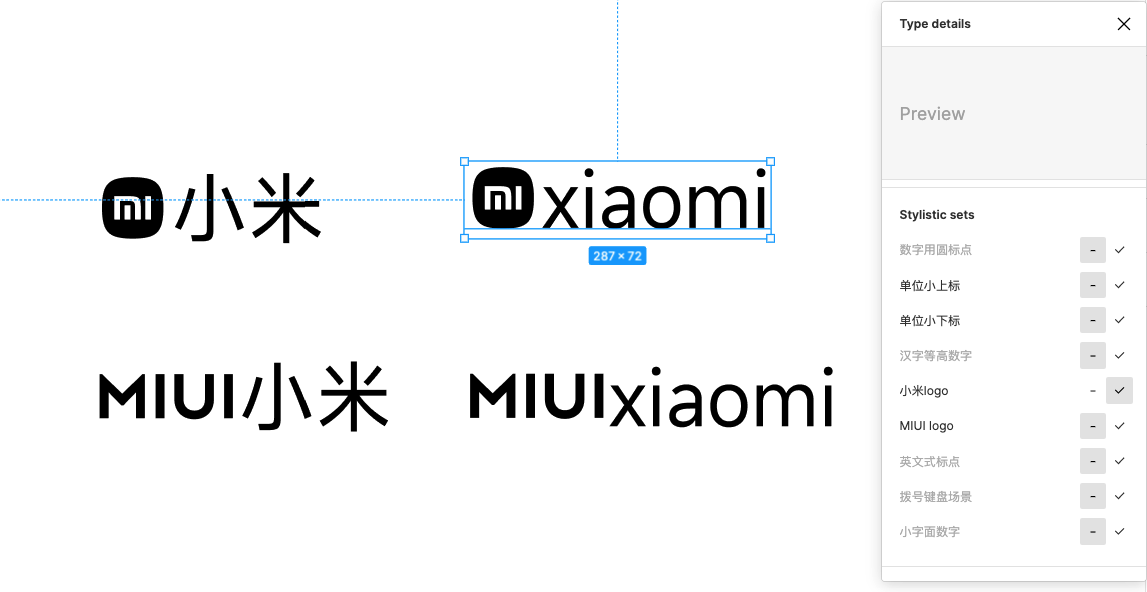 Type details
Preview
mi小米
mixiaomi
287 × 72
MIUI小米
MIUIxiaomi
Stylistic sets
数字用圆标点
单位小上标
单位小下标
汉字等高数字
小米logo
MIUI logo
英文式标点
拨号键盘场景
小字面数字